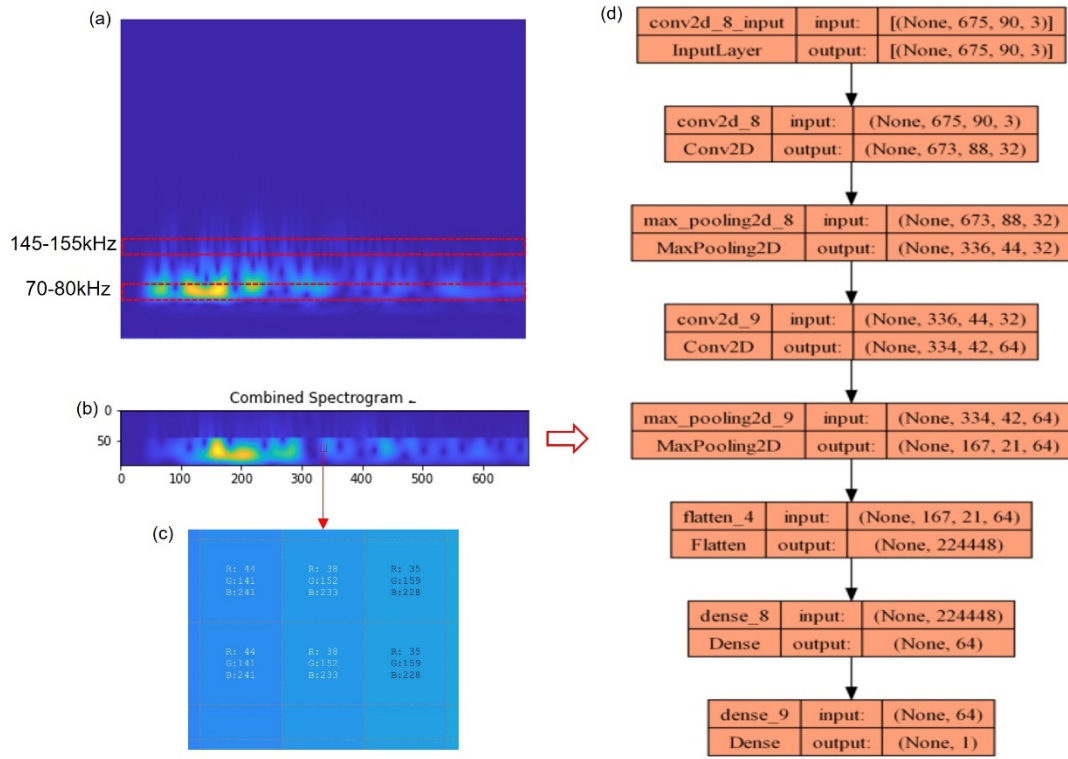 (a)
145-155kHz
70-80kHz
(b)
Combined Spectrogram
0
50
0 100 200 300 400 500 600
(c)
R: 44 R: 38 R: 35
G:141 G:152 G:159
B:241 B:233 B:228
R: 44 R: 38 R: 35
G:141 G:152 G:159
B:241 B:233 B:228
(d)
conv2d_8_input input: [(None, 675, 90, 3)]
InputLayer output: [(None, 675, 90, 3)]
conv2d_8 input: (None, 675, 90, 3)
Conv2D output: (None, 673, 88, 32)
max_pooling2d_8 input: (None, 673, 88, 32)
MaxPooling2D output: (None, 336, 44, 32)
conv2d_9 input: (None, 336, 44, 32)
Conv2D output: (None, 334, 42, 64)
max_pooling2d_9 input: (None, 334, 42, 64)
MaxPooling2D output: (None, 167, 21, 64)
flatten_4 input: (None, 167, 21, 64)
Flatten output: (None, 224448)
dense_8 input: (None, 224448)
Dense output: (None, 64)
dense_9 input: (None, 64)
Dense output: (None, 1)